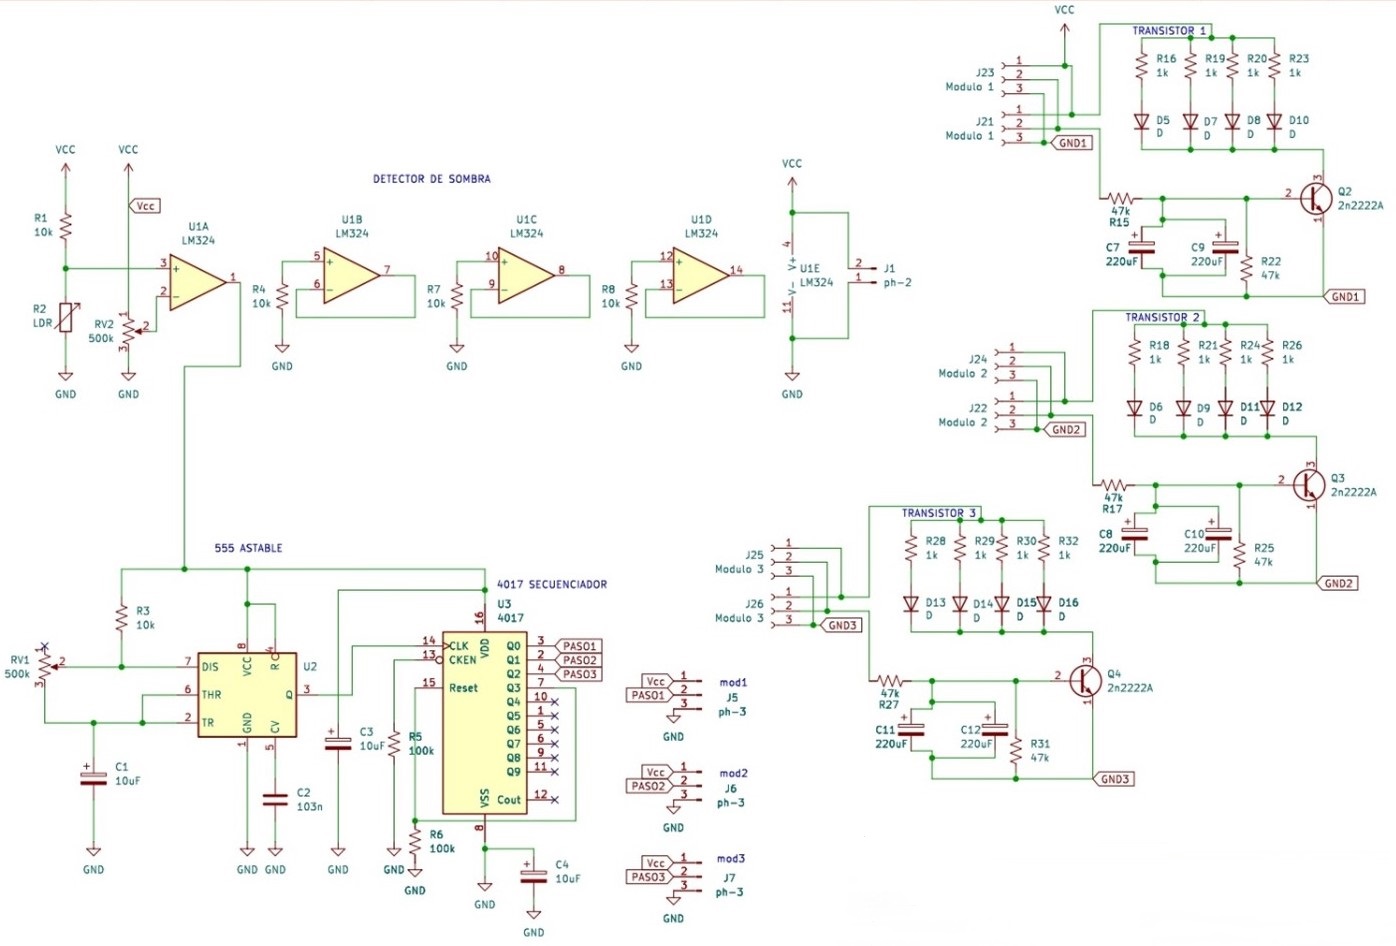 VCC
VCC
Vcc
R1
10k
R2
LDR
RV2
500k
1
2
3
GND
GND
3
2
1
+
-
U1A
LM324
DETECTOR DE SOMBRA
U1B
LM324
5
6
7
+
-
R4
10k
GND
U1C
LM324
10
9
8
+
-
R7
10k
GND
U1D
LM324
12
13
14
+
-
R8
10k
GND
VCC
4
V+
U1E
LM324
V-
11
GND
2
1
J1
ph-2
555 ASTABLE
R3
10k
RV1
500k
1
2
3
7
6
2
DIS
THR
TR
8
VCC
4
R
U2
Q
3
GND
CV
1
5
C1
10uF
GND
C2
103n
GND
GND
C3
10uF
GND
R5
100k
GND
R6
100k
GND
4017 SECUENCIADOR
U3
4017
16
VDD
14
13
15
CLK
CKEN
Reset
Q0 3 PASO1
Q1 2 PASO2
Q2 4 PASO3
Q3 7
Q4 10
Q5 1
Q6 5
Q7 6
Q8 9
Q9 11
Cout 12
VSS
8
GND
C4
10uF
GND
Vcc 1 mod1
PASO1 2 J5
3 ph-3
GND
Vcc 1 mod2
PASO2 2 J6
3 ph-3
GND
Vcc 1 mod3
PASO3 2 J7
3 ph-3
GND
VCC
J23
Modulo 1
1
2
3
J21
Modulo 1
1
2
3
GND1
TRANSISTOR 1
R16
1k
R19
1k
R20
1k
R23
1k
D5
D
D7
D
D8
D
D10
D
47k
R15
2
3
1
Q2
2n2222A
C7
220uF
C9
220uF
R22
47k
GND1
J24
Modulo 2
1
2
3
J22
Modulo 2
1
2
3
GND2
TRANSISTOR 2
R18
1k
R21
1k
R24
1k
R26
1k
D6
D
D9
D
D11
D
D12
D
47k
R17
2
3
1
Q3
2n2222A
C8
220uF
C10
220uF
R25
47k
GND2
J25
Modulo 3
1
2
3
J26
Modulo 3
1
2
3
GND3
TRANSISTOR 3
R28
1k
R29
1k
R30
1k
R32
1k
D13
D
D14
D
D15
D
D16
D
47k
R27
2
3
1
Q4
2n2222A
C11
220uF
C12
220uF
R31
47k
GND3